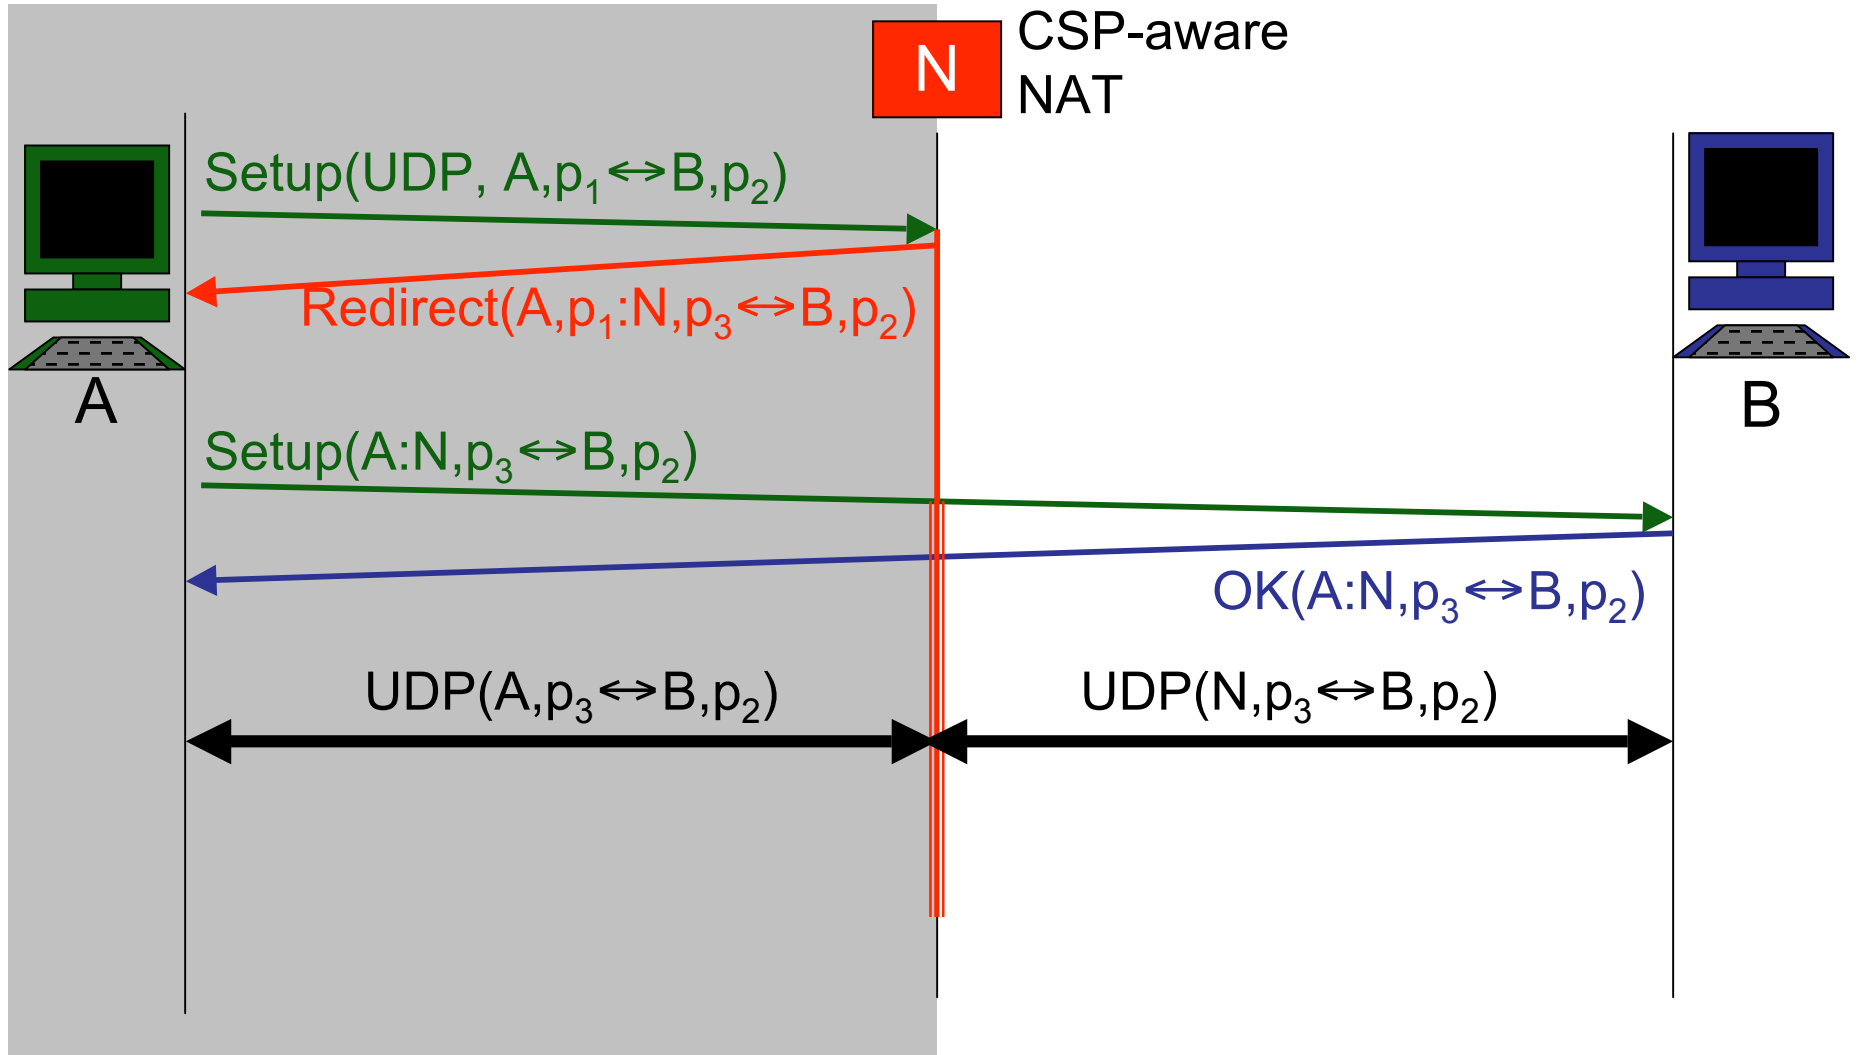 N
CSP-aware
NAT
Setup(UDP, A,p₁↔B,p₂)
Redirect(A,p₁:N,p₃↔B,p₂)
A
B
Setup(A:N,p₃↔B,p₂)
OK(A:N,p₃↔B,p₂)
UDP(A,p₃↔B,p₂)
UDP(N,p₃↔B,p₂)